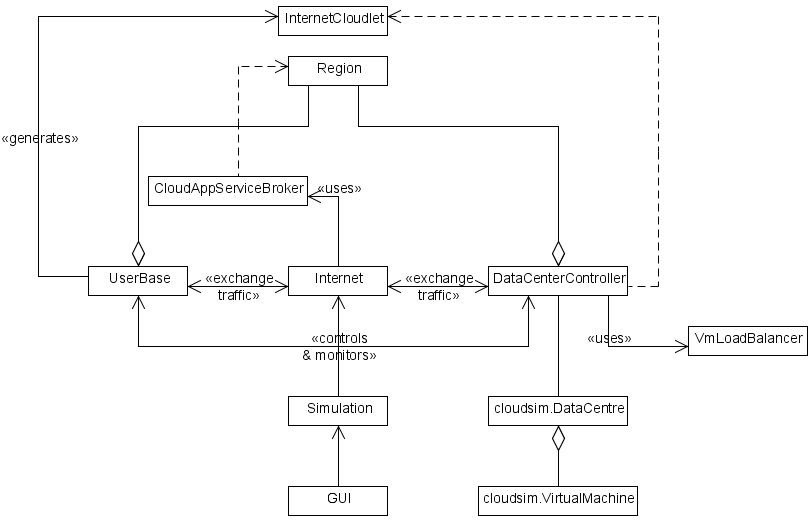 InternetCloudlet
Region
«generates»
CloudAppServiceBroker
«uses»
UserBase
«exchange
traffic»
Internet
«exchange
traffic»
DataCenterController
«controls
& monitors»
«uses»
VmLoadBalancer
Simulation
cloudsim.DataCentre
GUI
cloudsim.VirtualMachine